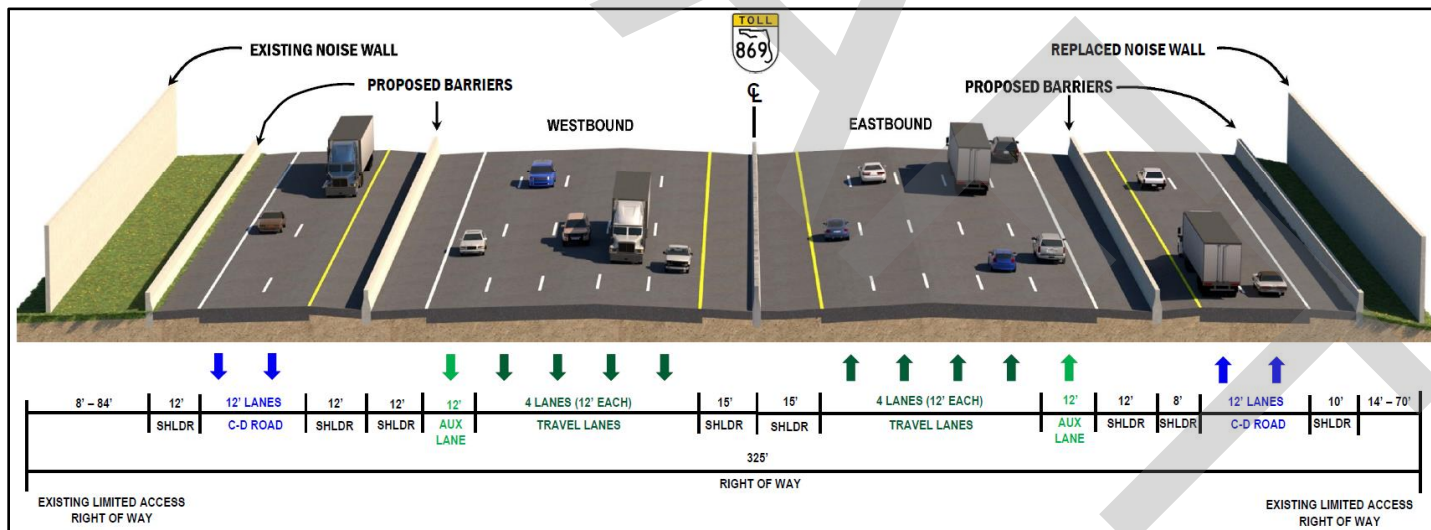 TOLL
869
℄
EXISTING NOISE WALL
REPLACED NOISE WALL
PROPOSED BARRIERS
PROPOSED BARRIERS
WESTBOUND
EASTBOUND
8' – 84'
12'
SHLDR
12' LANES
C-D ROAD
12'
SHLDR
12'
SHLDR
12'
AUX
LANE
4 LANES (12' EACH)
TRAVEL LANES
15'
SHLDR
15'
SHLDR
4 LANES (12' EACH)
TRAVEL LANES
12'
AUX
LANE
12'
SHLDR
8'
SHLDR
12' LANES
C-D ROAD
10'
SHLDR
14' – 70'
325'
RIGHT OF WAY
EXISTING LIMITED ACCESS
RIGHT OF WAY
EXISTING LIMITED ACCESS
RIGHT OF WAY